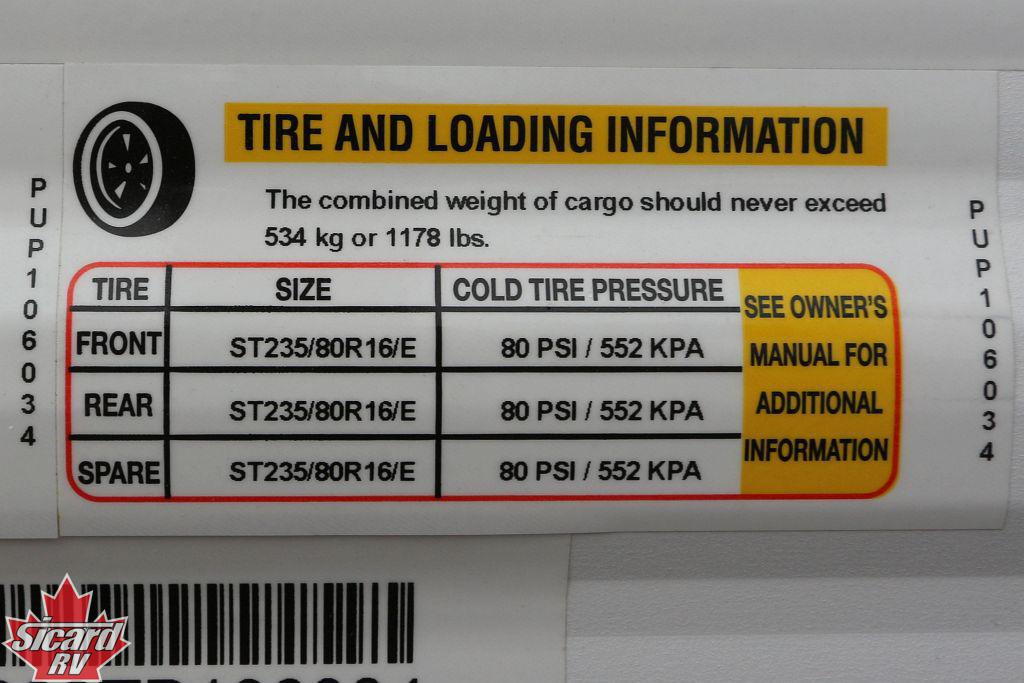 TIRE AND LOADING INFORMATION
The combined weight of cargo should never exceed
534 kg or 1178 lbs.
TIRE SIZE COLD TIRE PRESSURE
FRONT ST235/80R16/E 80 PSI / 552 KPA
REAR ST235/80R16/E 80 PSI / 552 KPA
SPARE ST235/80R16/E 80 PSI / 552 KPA
SEE OWNER'S
MANUAL FOR
ADDITIONAL
INFORMATION
PUP106034
PUP106034
Sicard
RV